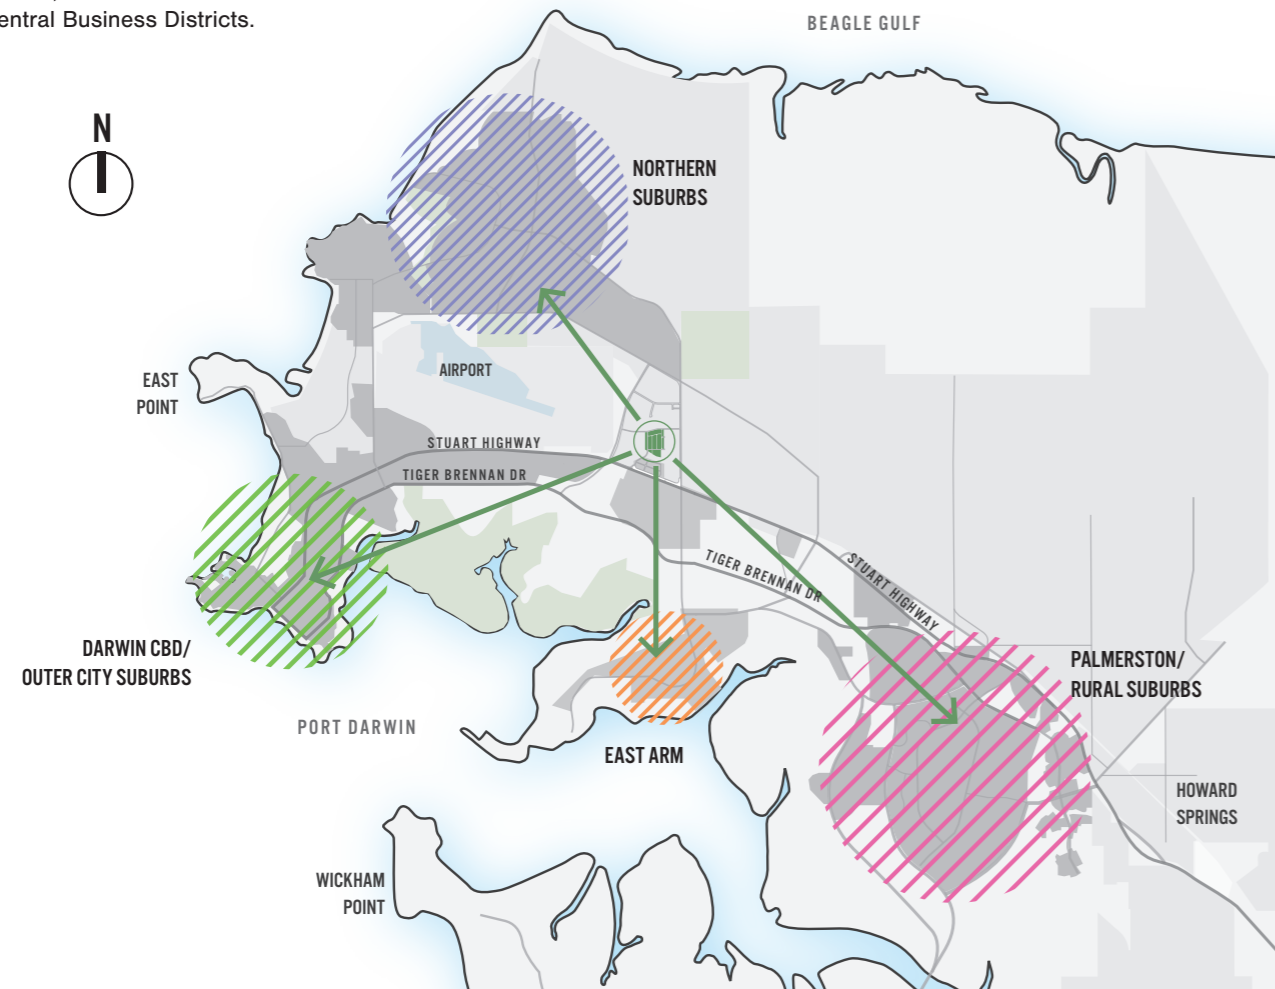 entral Business Districts.
BEAGLE GULF
N
NORTHERN
SUBURBS
EAST
POINT
AIRPORT
STUART HIGHWAY
TIGER BRENNAN DR
TIGER BRENNAN DR
STUART HIGHWAY
DARWIN CBD/
OUTER CITY SUBURBS
PALMERSTON/
RURAL SUBURBS
PORT DARWIN
EAST ARM
HOWARD
SPRINGS
WICKHAM
POINT